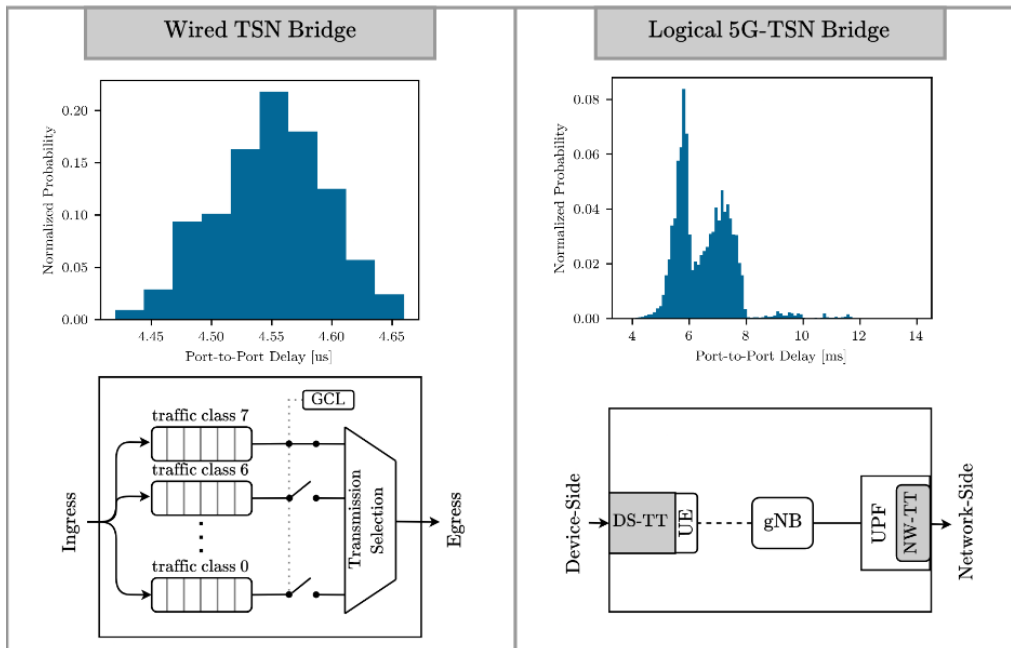 Wired TSN Bridge
Normalized Probability
0.20
0.15
0.10
0.05
0.00
4.45 4.50 4.55 4.60 4.65
Port-to-Port Delay [us]
GCL
traffic class 7
traffic class 6
traffic class 0
Ingress
Transmission
Selection
Egress
Logical 5G-TSN Bridge
Normalized Probability
0.08
0.06
0.04
0.02
0.00
4 6 8 10 12 14
Port-to-Port Delay [ms]
Device-Side
DS-TT
UE
gNB
UPF
NW-TT
Network-Side